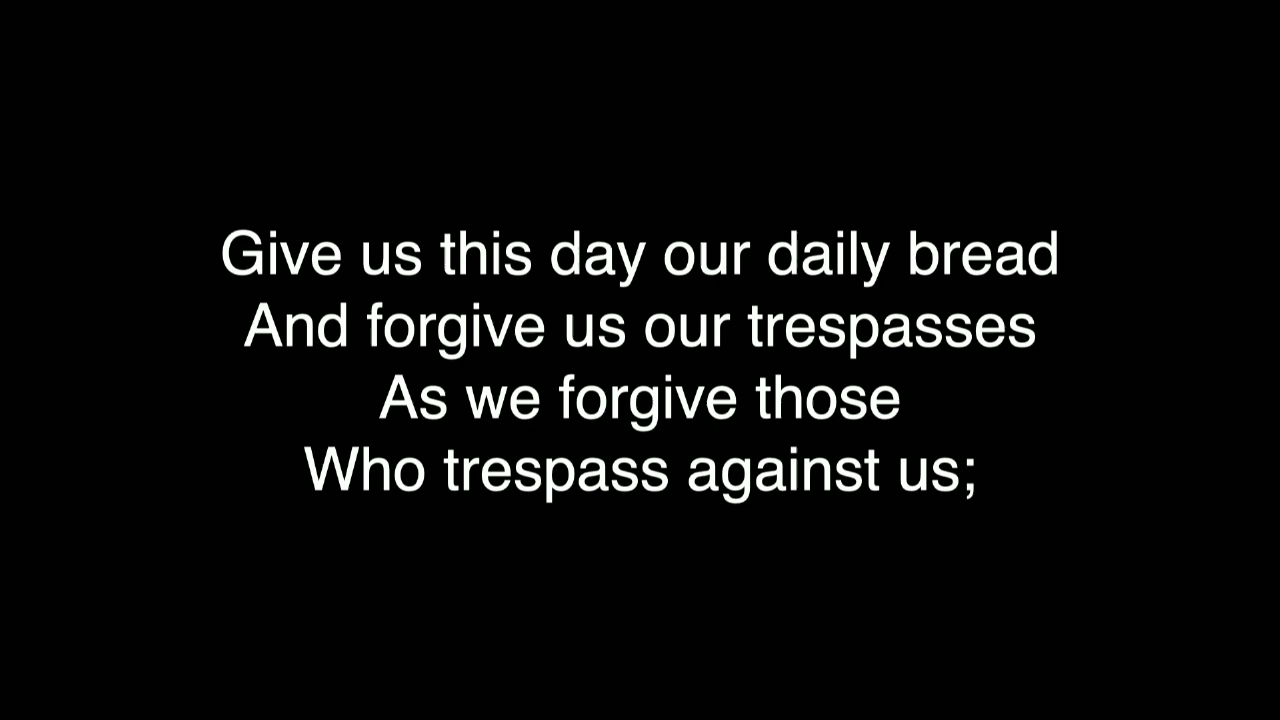 Give us this day our daily bread
And forgive us our trespasses
As we forgive those
Who trespass against us;